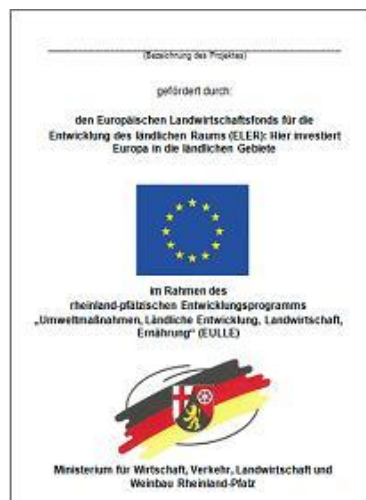 (Bezeichnung des Projektes)
gefördert durch:
den Europäischen Landwirtschaftsfonds für die
Entwicklung des ländlichen Raums (ELER): Hier investiert
Europa in die ländlichen Gebiete
im Rahmen des
rheinland-pfälzischen Entwicklungsprogramms
„Umweltmaßnahmen, Ländliche Entwicklung, Landwirtschaft,
Ernährung“ (EULLE)
Ministerium für Wirtschaft, Verkehr, Landwirtschaft und
Weinbau Rheinland-Pfalz